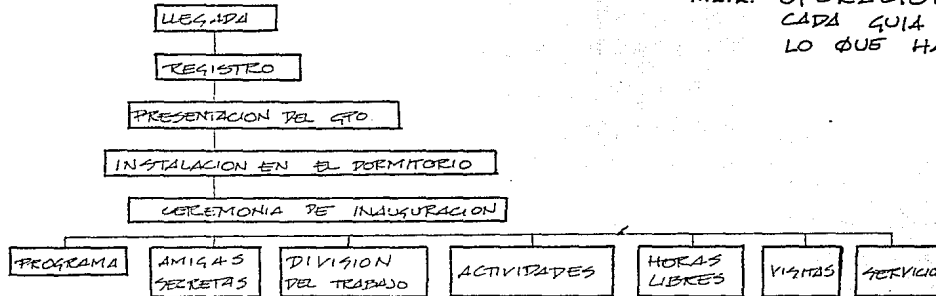 LLEGADA
OPERACION
CADA GUIA
LO QUE
REGISTRO
PRESENTACION DEL GPO.
INSTALACION EN EL DORMITORIO
CEREMONIA DE INAUGURACION
PROGRAMA
AMIGAS
SECRETAS
DIVISION
DEL TRABAJO
ACTIVIDADES
HORAS
LIBRES
VISITAS
SERVICIO